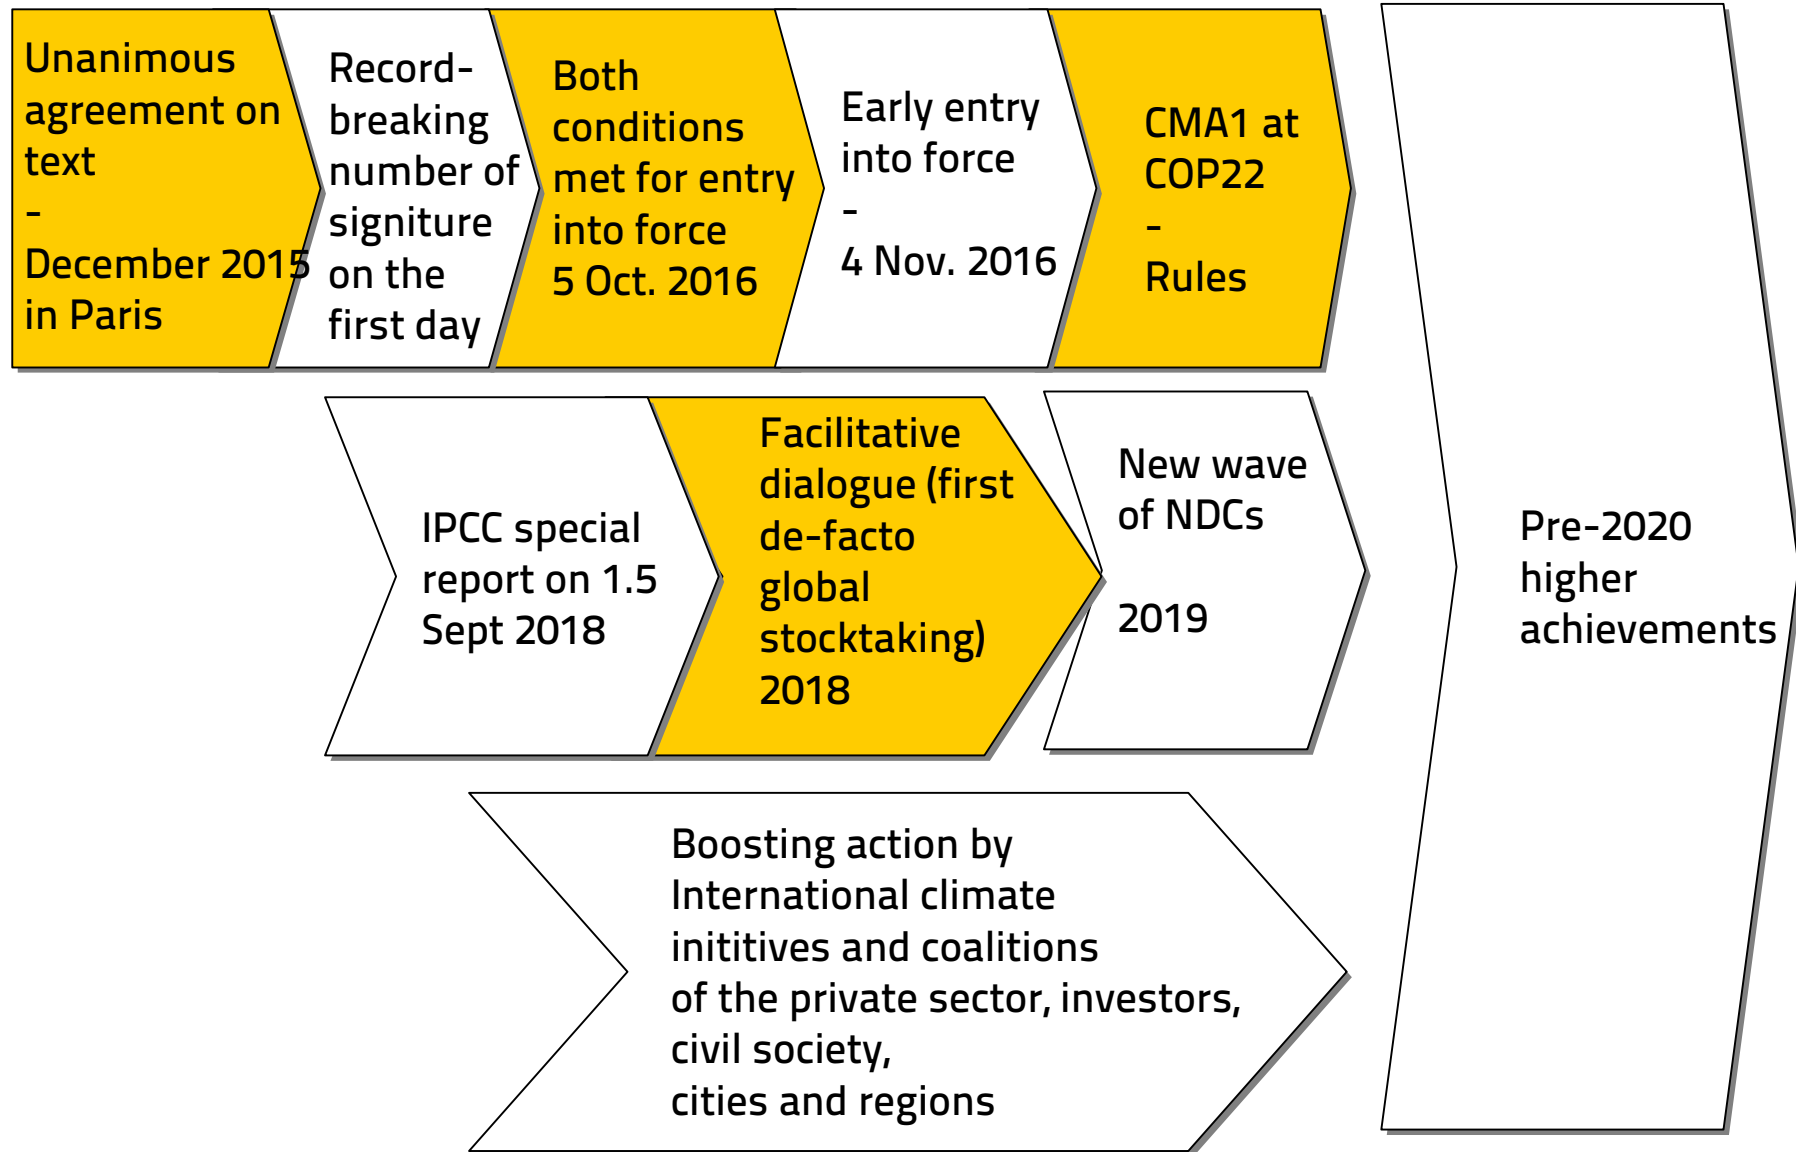 Unanimous
agreement on
text
-
December 2015
in Paris
Record-
breaking
number of
signiture
on the
first day
Both
conditions
met for entry
into force
5 Oct. 2016
Early entry
into force
-
4 Nov. 2016
CMA1 at
COP22
-
Rules
IPCC special
report on 1.5
Sept 2018
Facilitative
dialogue (first
de-facto
global
stocktaking)
2018
New wave
of NDCs
2019
Pre-2020
higher
achievements
Boosting action by
International climate
inititives and coalitions
of the private sector, investors,
civil society,
cities and regions